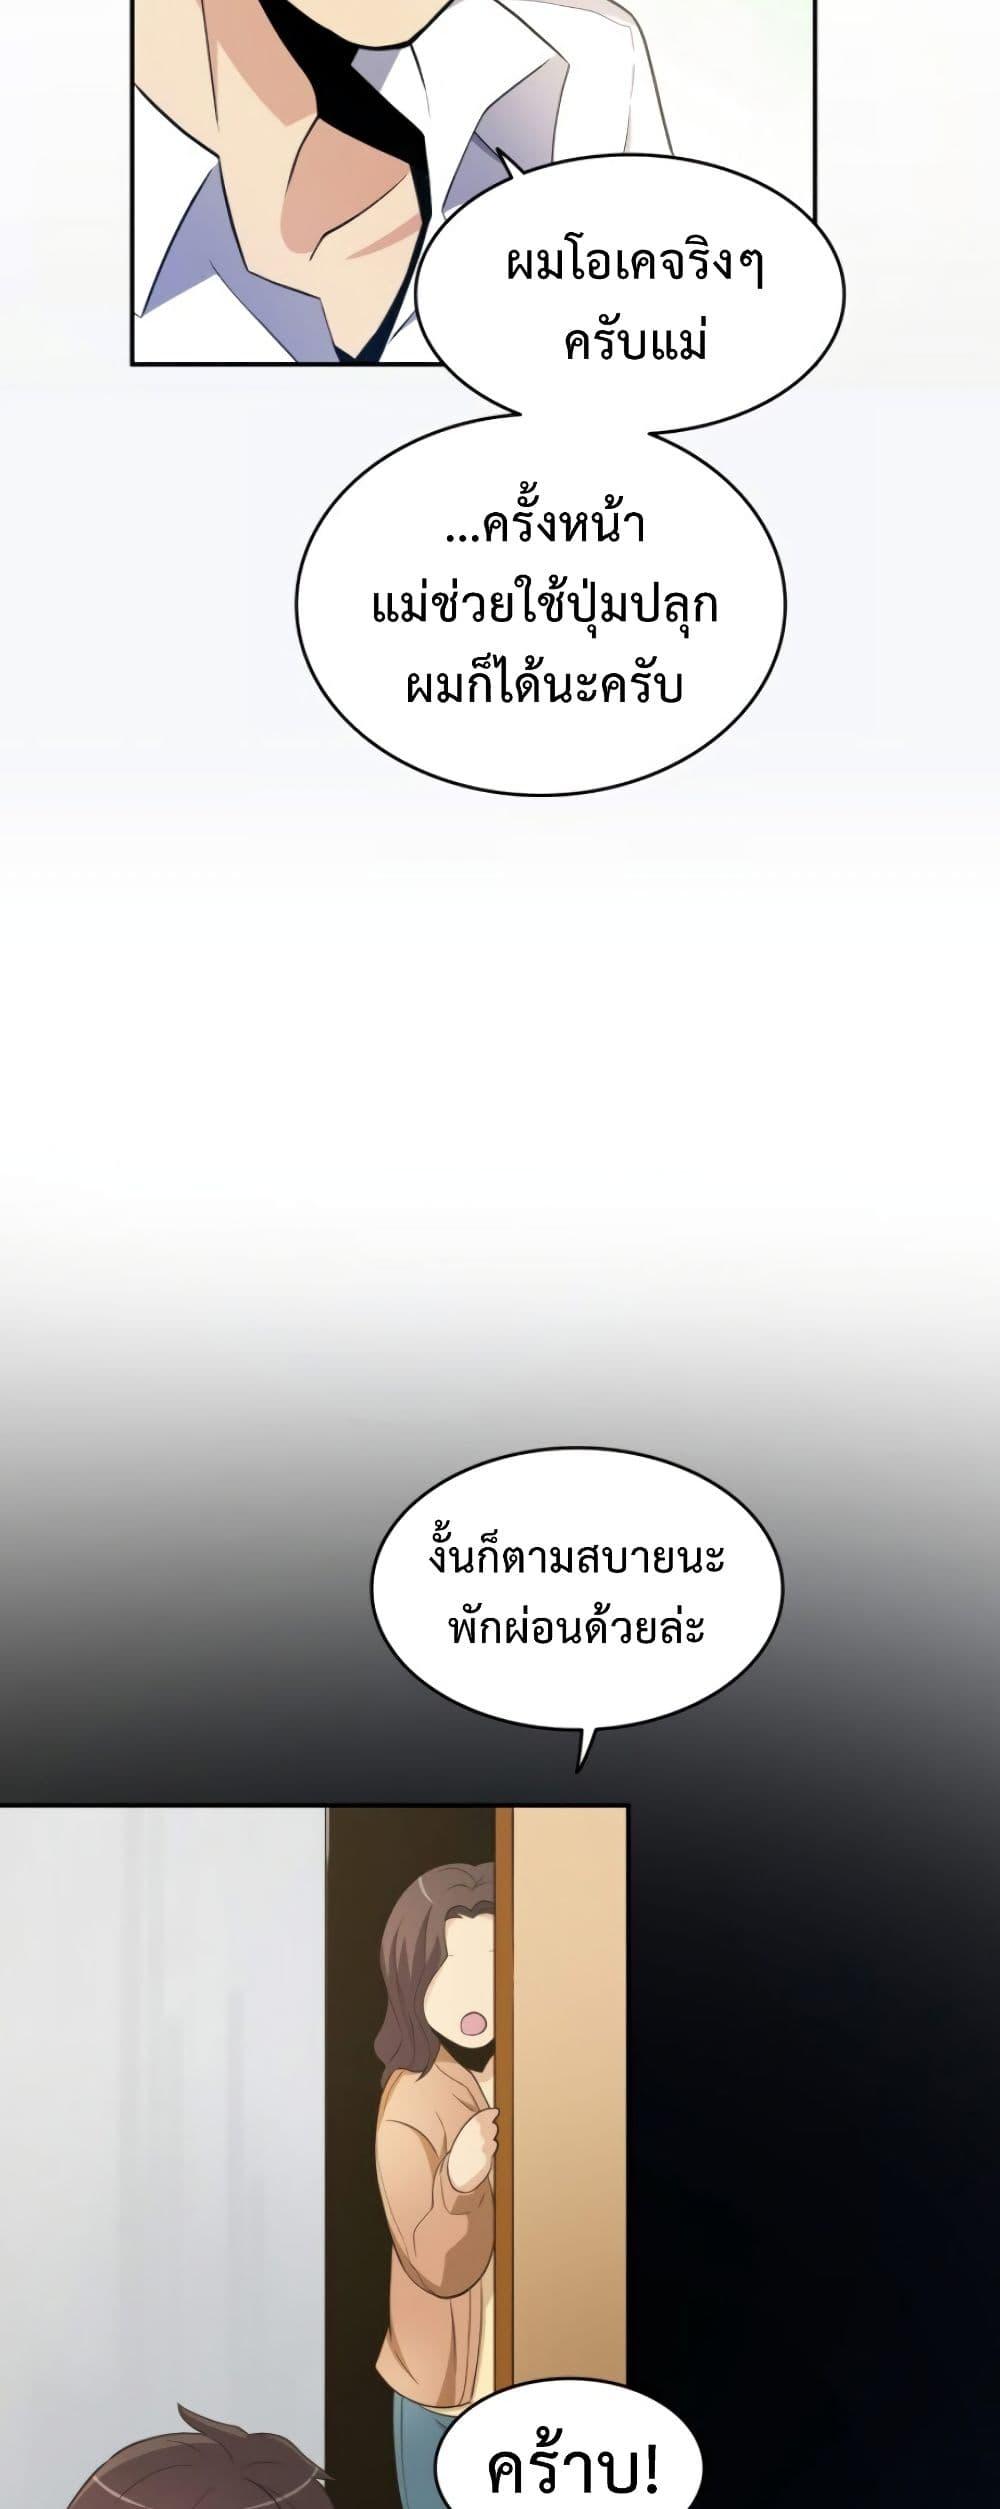 ผมโอเคจริงๆ
ครับแม่
...ครั้งหน้า
แม่ช่วยใช้ปุ่มปลุก
ผมก็ได้นะครับ
งั้นก็ตามสบายนะ
พักผ่อนด้วยล่ะ
คร้าบ!